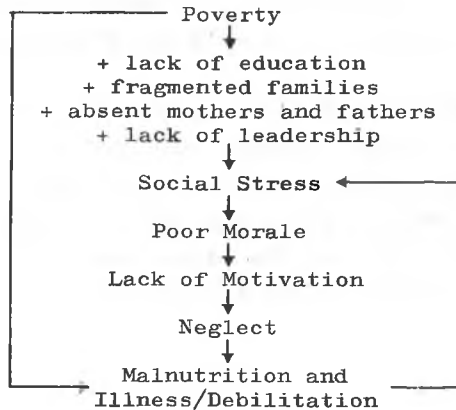 Poverty
+ lack of education
+ fragmented families
+ absent mothers and fathers
+ lack of leadership
Social Stress
Poor Morale
Lack of Motivation
Neglect
Malnutrition and
Illness/Debilitation